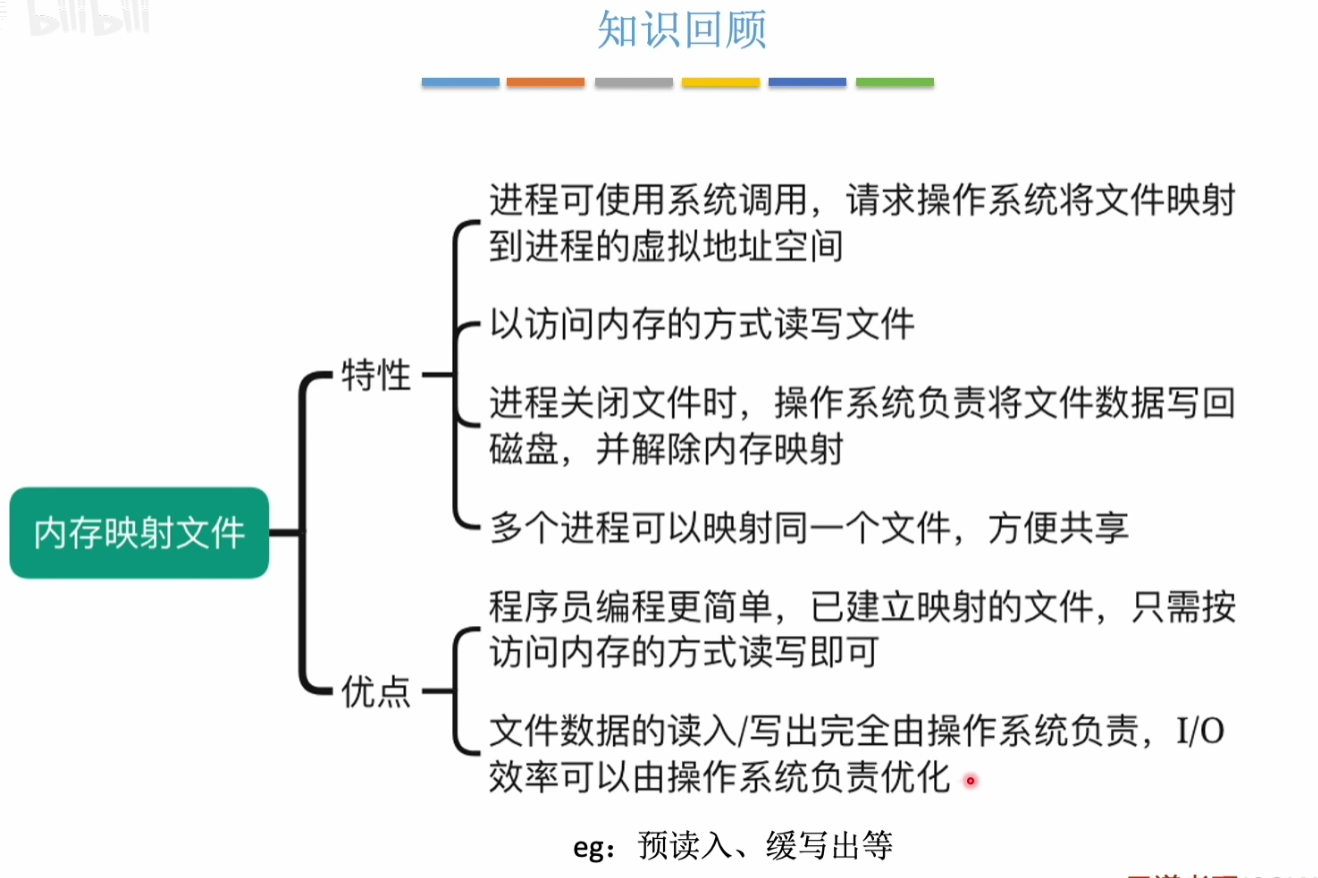 bilibili
知识回顾
进程可使用系统调用，请求操作系统将文件映射
到进程的虚拟地址空间
以访问内存的方式读写文件
特性
进程关闭文件时，操作系统负责将文件数据写回
磁盘，并解除内存映射
多个进程可以映射同一个文件，方便共享
内存映射文件
程序员编程更简单，已建立映射的文件，只需按
访问内存的方式读写即可
优点
文件数据的读入/写出完全由操作系统负责，I/O
效率可以由操作系统负责优化
eg：预读入、缓写出等